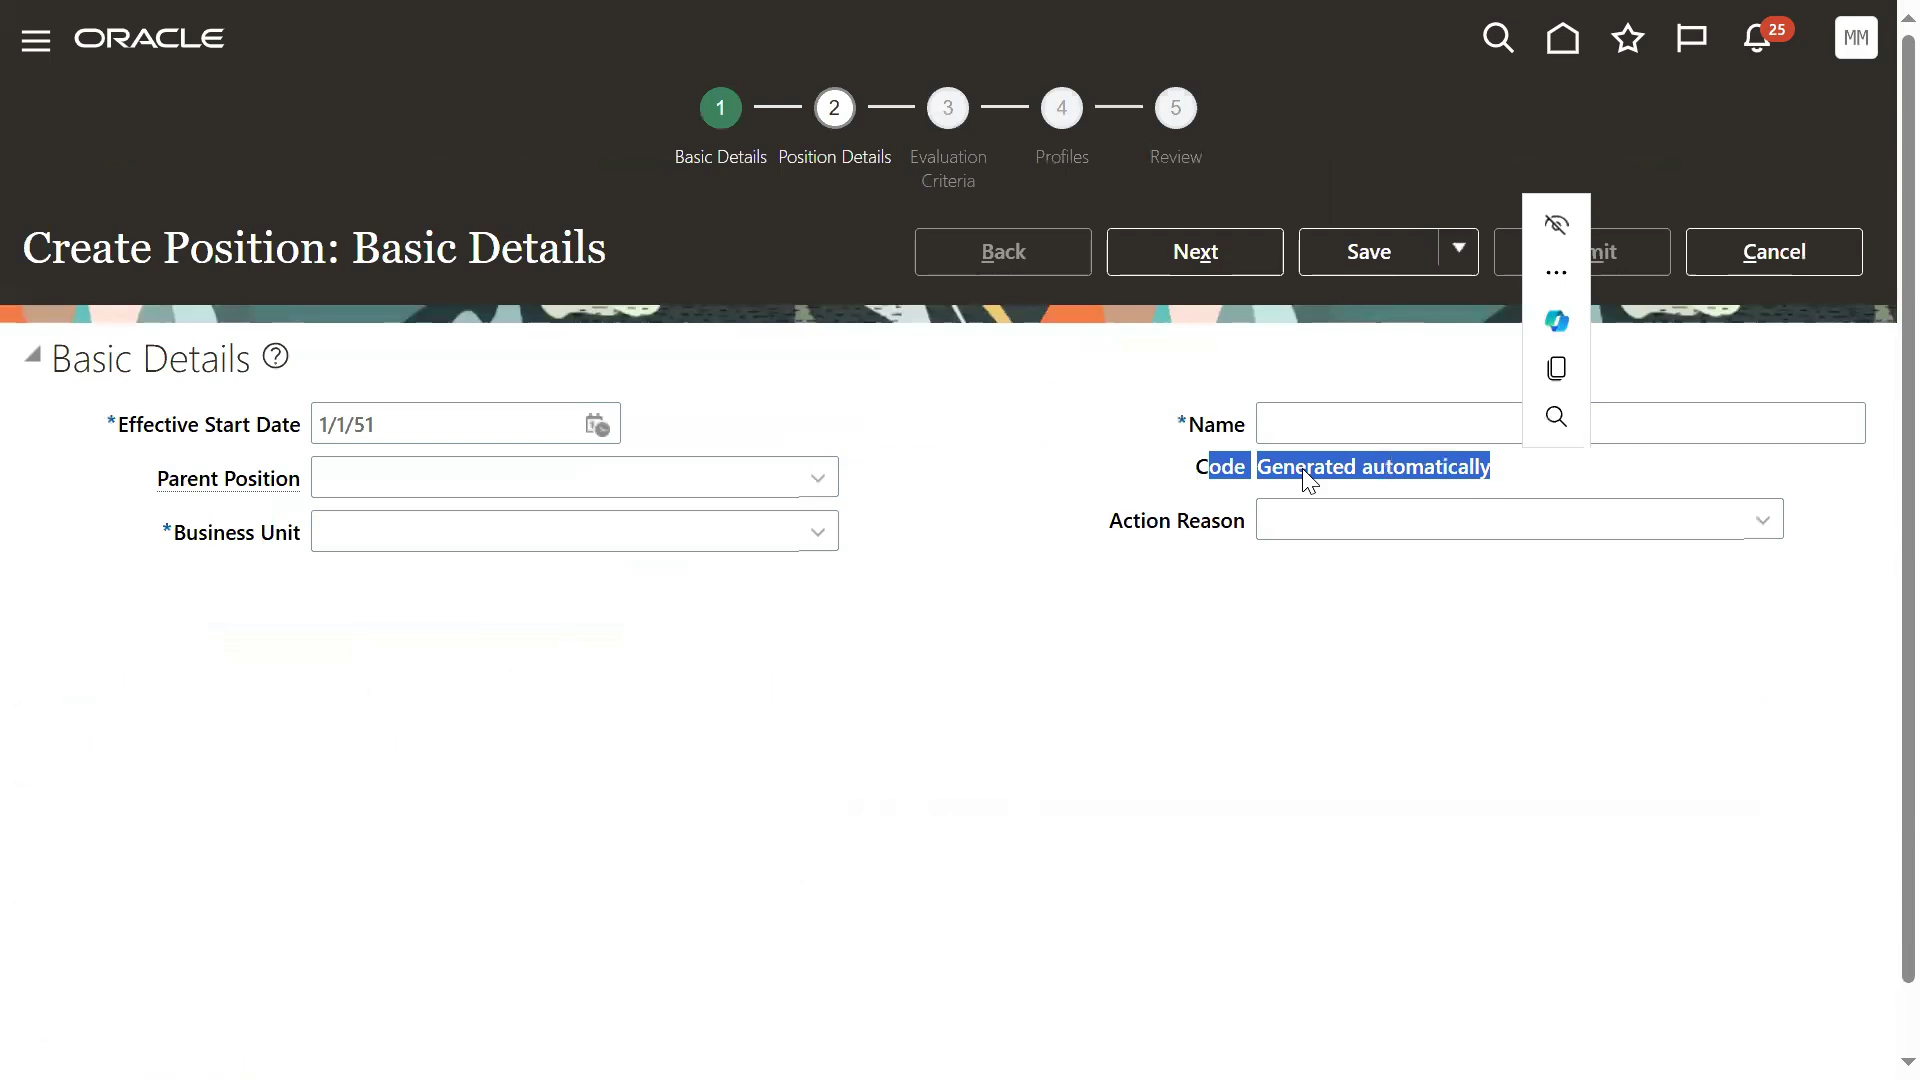 ORACLE
25
MM
1
2
3
4
5
Basic Details
Position Details
Evaluation
Criteria
Profiles
Review
Create Position: Basic Details
Back
Next
Save
mit
Cancel
Basic Details
*Effective Start Date
1/1/51
*Name
Parent Position
Code
Generated automatically
*Business Unit
Action Reason